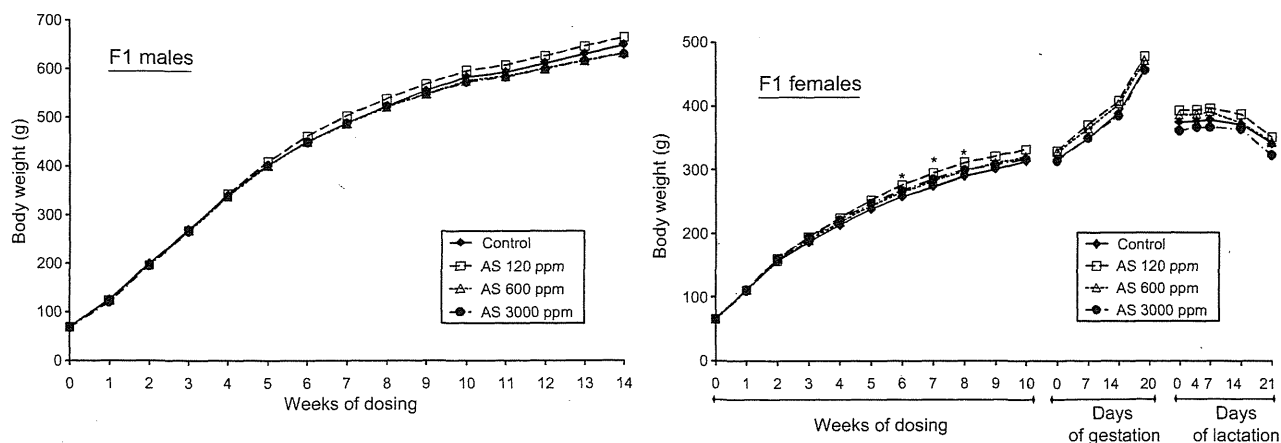 F1 males
Body weight (g)
700
600
500
400
300
200
100
0
0 1 2 3 4 5 6 7 8 9 10 11 12 13 14
Weeks of dosing
Control
AS 120 ppm
AS 600 ppm
AS 3000 ppm
F1 females
Body weight (g)
500
400
300
200
100
0
* * *
0 1 2 3 4 5 6 7 8 9 10 0 7 14 20 0 4 7 14 21
Weeks of dosing
Days
of gestation
Days
of lactation
Control
AS 120 ppm
AS 600 ppm
AS 3000 ppm